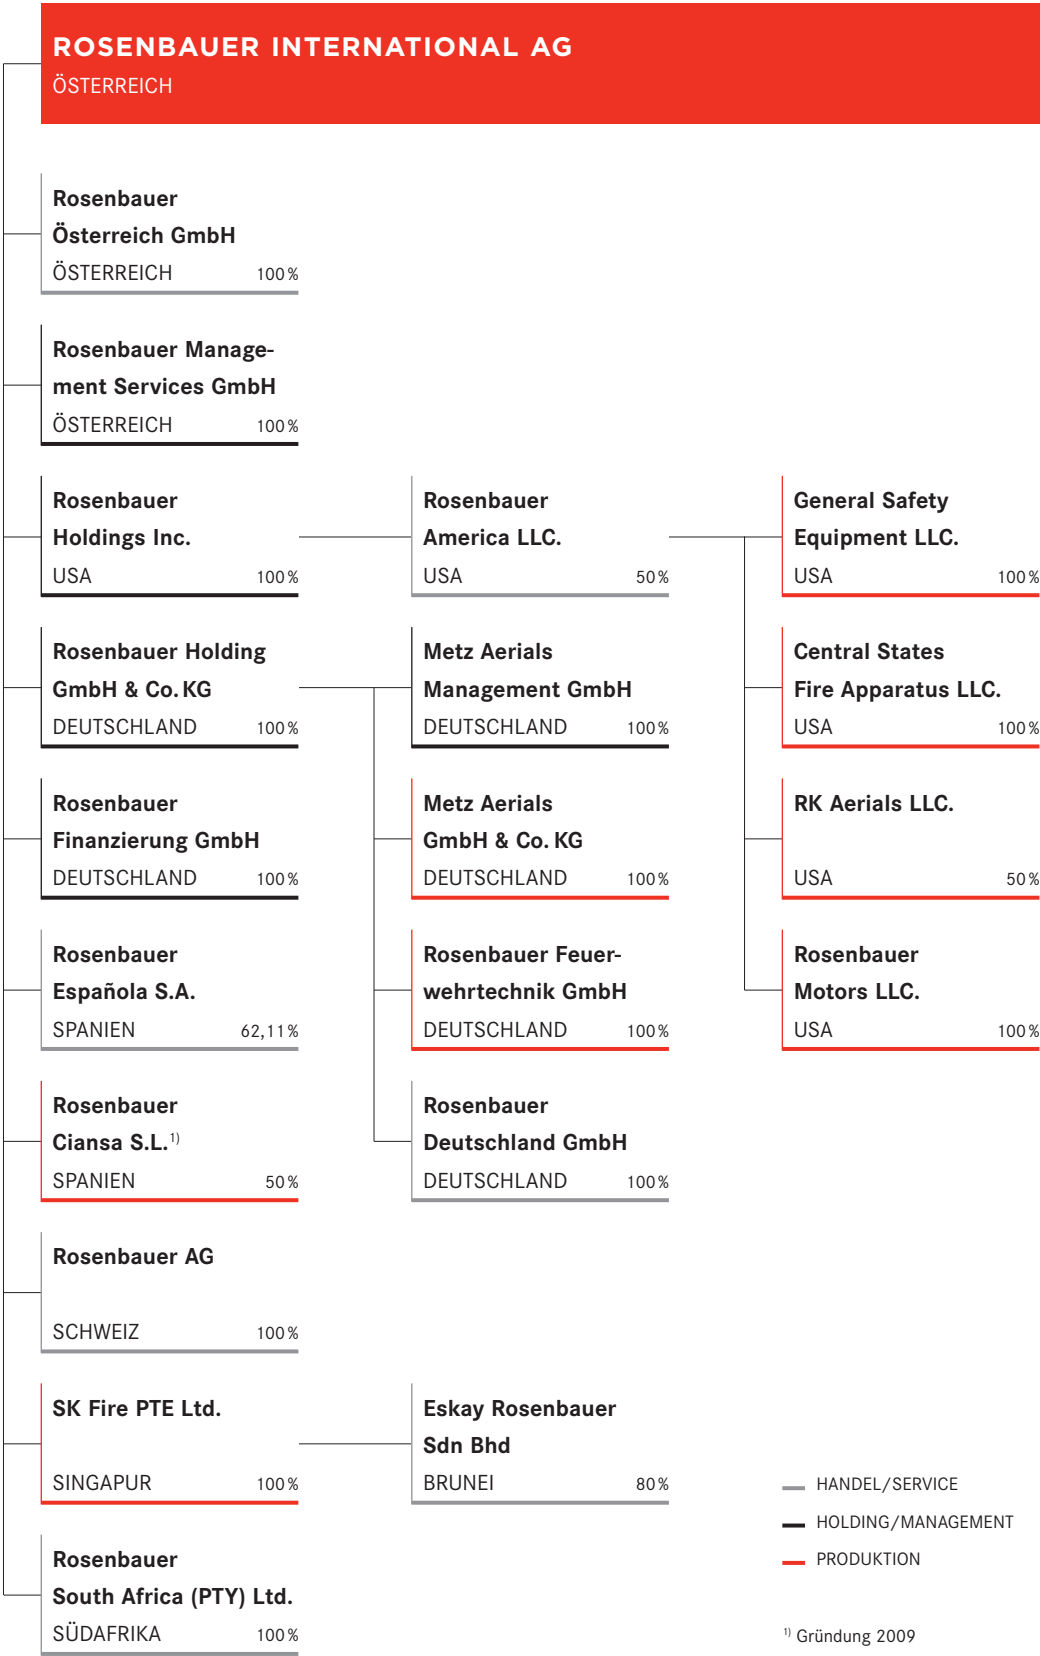 ROSENBAUER INTERNATIONAL AG
ÖSTERREICH
Rosenbauer
Österreich GmbH
ÖSTERREICH 100%
Rosenbauer Manage-
ment Services GmbH
ÖSTERREICH 100%
Rosenbauer
Holdings Inc.
USA 100%
Rosenbauer
America LLC.
USA 50%
General Safety
Equipment LLC.
USA 100%
Rosenbauer Holding
GmbH & Co. KG
DEUTSCHLAND 100%
Metz Aerials
Management GmbH
DEUTSCHLAND 100%
Central States
Fire Apparatus LLC.
USA 100%
Rosenbauer
Finanzierung GmbH
DEUTSCHLAND 100%
Metz Aerials
GmbH & Co. KG
DEUTSCHLAND 100%
RK Aerials LLC.
USA 50%
Rosenbauer
Española S.A.
SPANIEN 62,11%
Rosenbauer Feuer-
wehrtechnik GmbH
DEUTSCHLAND 100%
Rosenbauer
Motors LLC.
USA 100%
Rosenbauer
Ciansa S.L. 1)
SPANIEN 50%
Rosenbauer
Deutschland GmbH
DEUTSCHLAND 100%
Rosenbauer AG
SCHWEIZ 100%
SK Fire PTE Ltd.
SINGAPUR 100%
Eskay Rosenbauer
Sdn Bhd
BRUNEI 80%
Rosenbauer
South Africa (PTY) Ltd.
SÜDAFRIKA 100%
HANDEL/SERVICE
HOLDING/MANAGEMENT
PRODUKTION
1) Gründung 2009